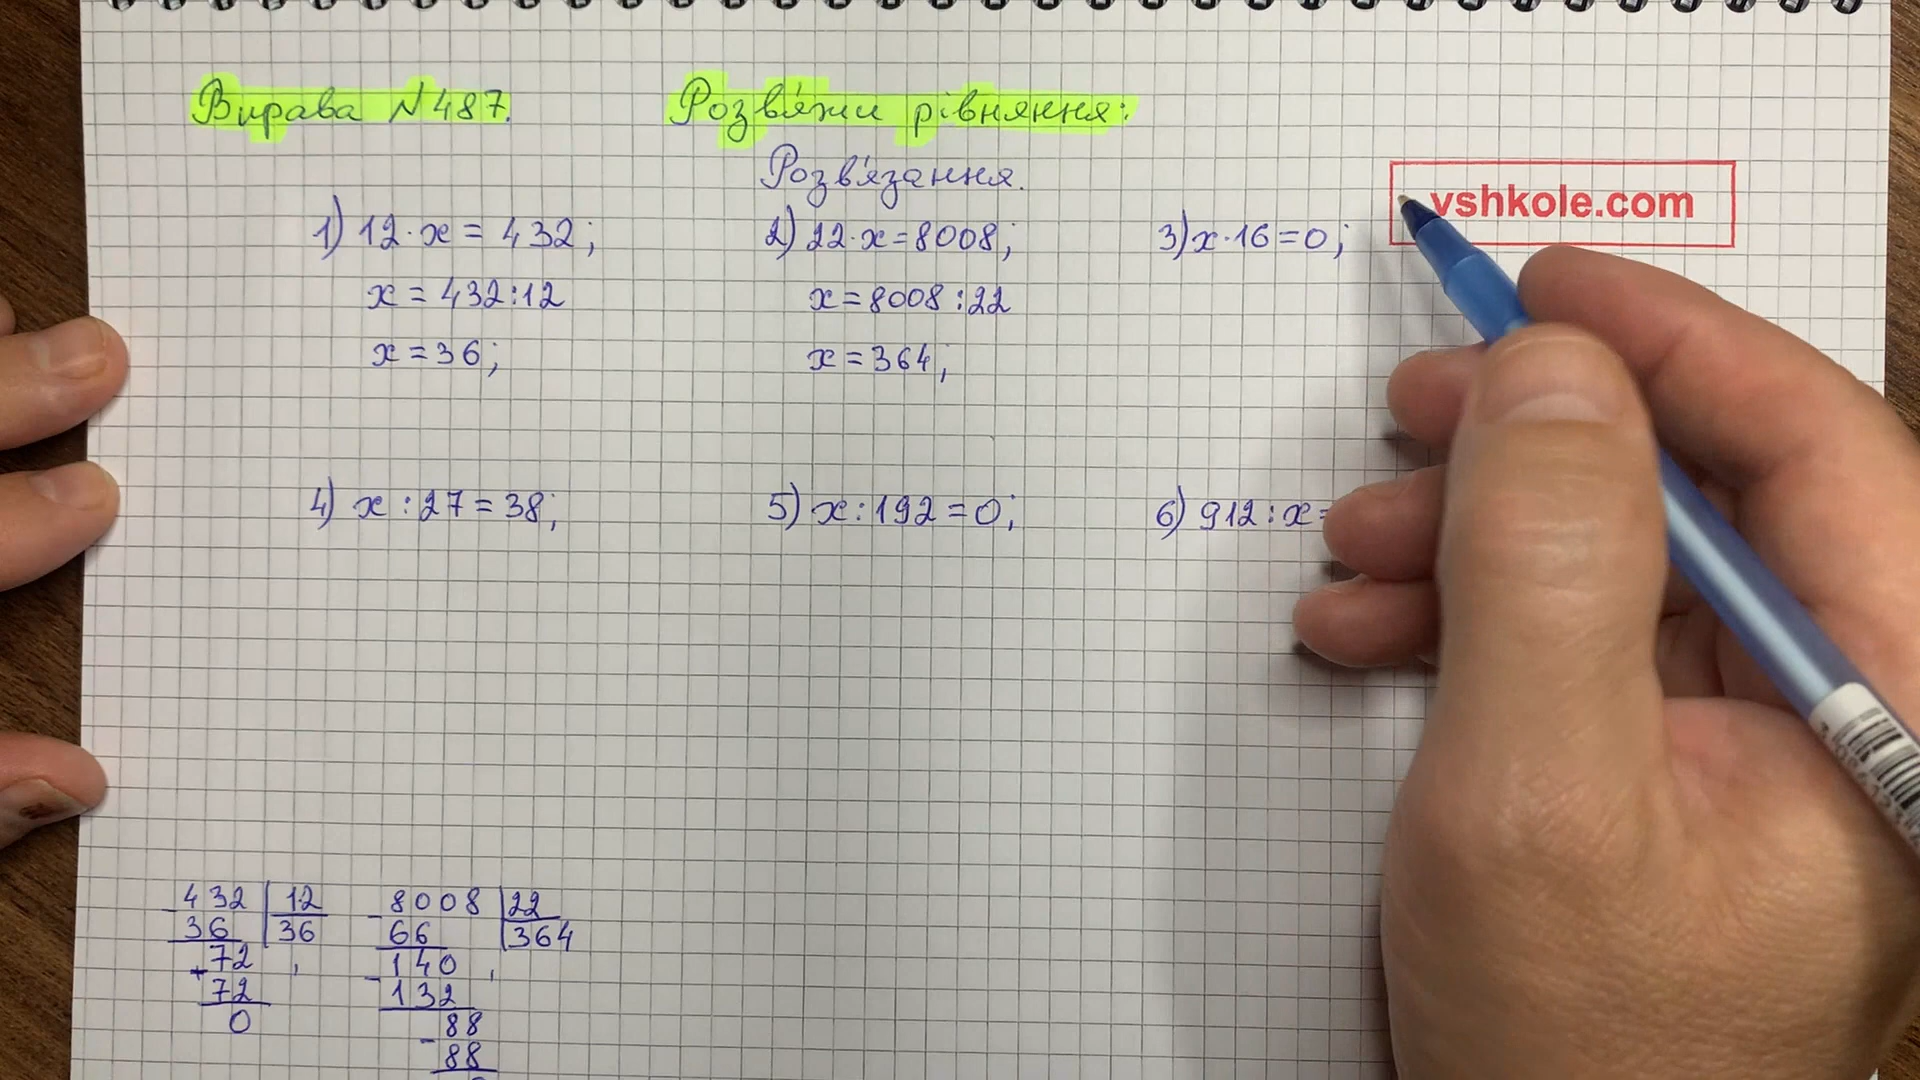 Вправа №487. Розв'яжи рівняння:
Розв'язання.
vshkole.com
1) 12·x = 432; 2) 22·x=8008; 3) x·16=0;
x = 432:12 x=8008:22
x=36; x=364;
4) x:27=38; 5) x:192=0; 6) 912:x=
432 12 8008 22
36 36 66 364
72 140
72 132
0 88
88